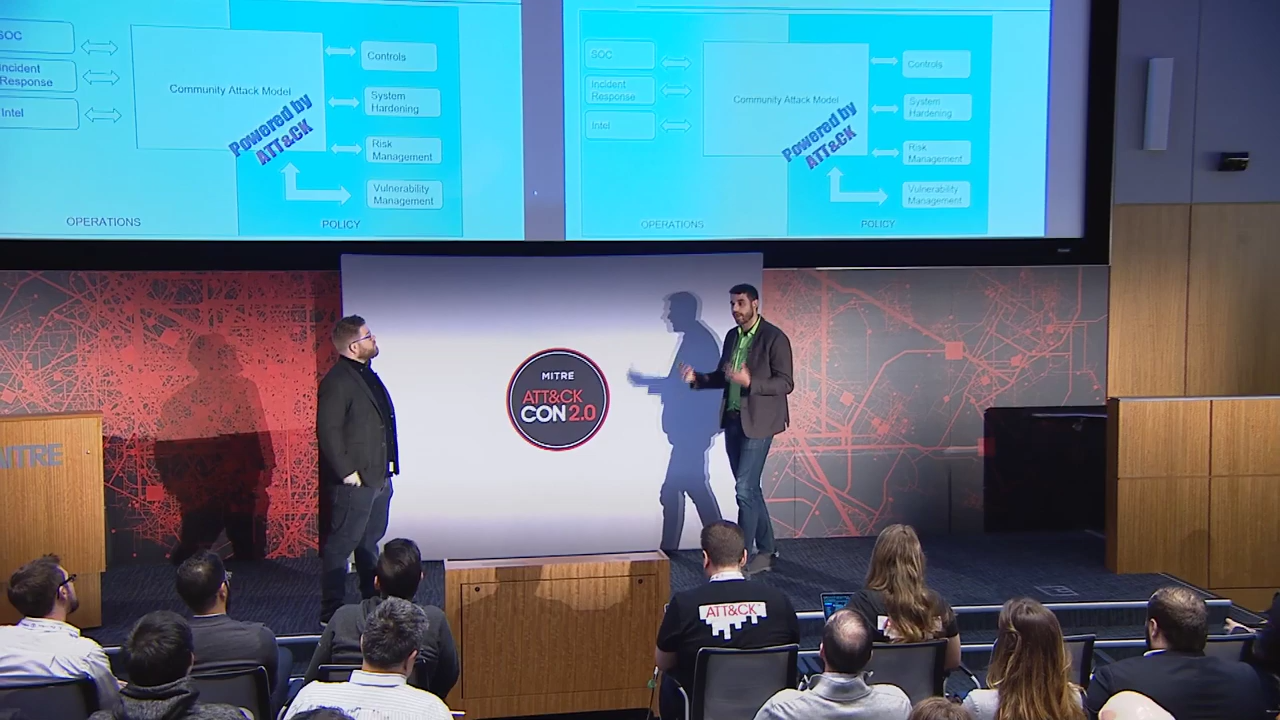 SOC
Incident
Response
Intel
Community Attack Model
Powered by
ATT&CK
Controls
System
Hardening
Risk
Management
Vulnerability
Management
OPERATIONS
POLICY
SOC
Incident
Response
Intel
Community Attack Model
Powered by
ATT&CK
Controls
System
Hardening
Risk
Management
Vulnerability
Management
OPERATIONS
POLICY
MITRE
MITRE
ATT&CK
CON 2.0
ATT&CK